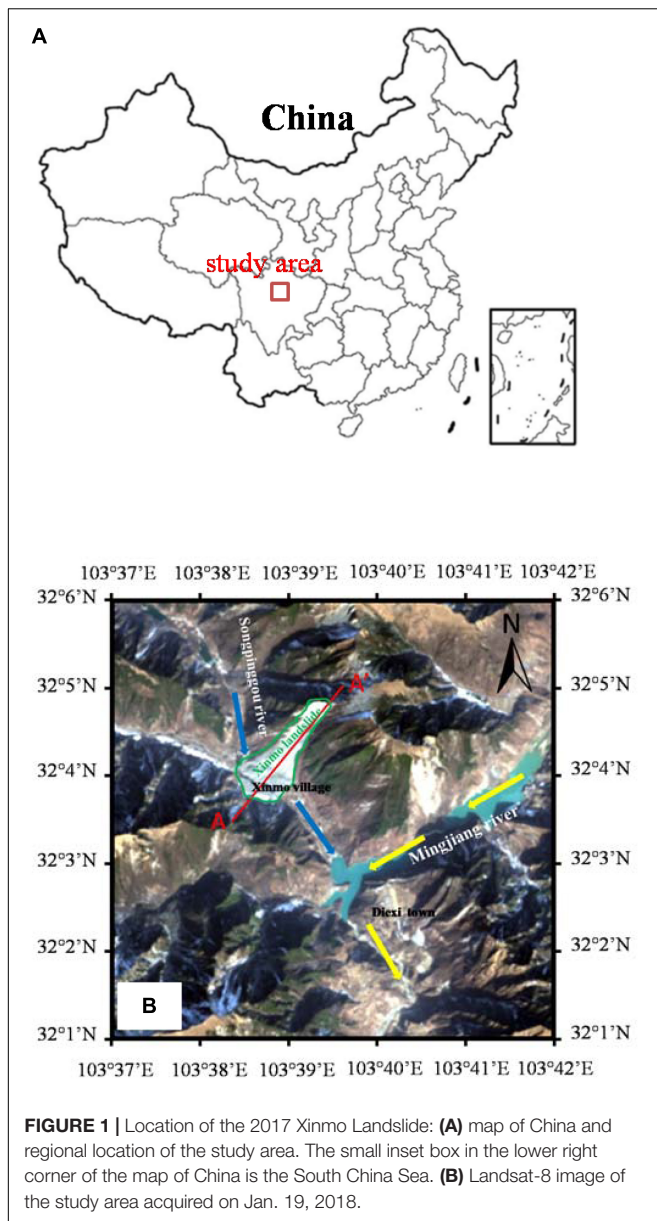 A
China
study area
103°37'E 103°38'E 103°39'E 103°40'E 103°41'E 103°42'E
32°6'N 32°6'N
N
Songpinggou river
32°5'N 32°5'N
A'
Xinmo landslide
32°4'N 32°4'N
Xinmo village
A
Mingjiang river
32°3'N 32°3'N
Diexi town
32°2'N 32°2'N
B
32°1'N 32°1'N
103°37'E 103°38'E 103°39'E 103°40'E 103°41'E 103°42'E
FIGURE 1 | Location of the 2017 Xinmo Landslide: (A) map of China and
regional location of the study area. The small inset box in the lower right
corner of the map of China is the South China Sea. (B) Landsat-8 image of
the study area acquired on Jan. 19, 2018.